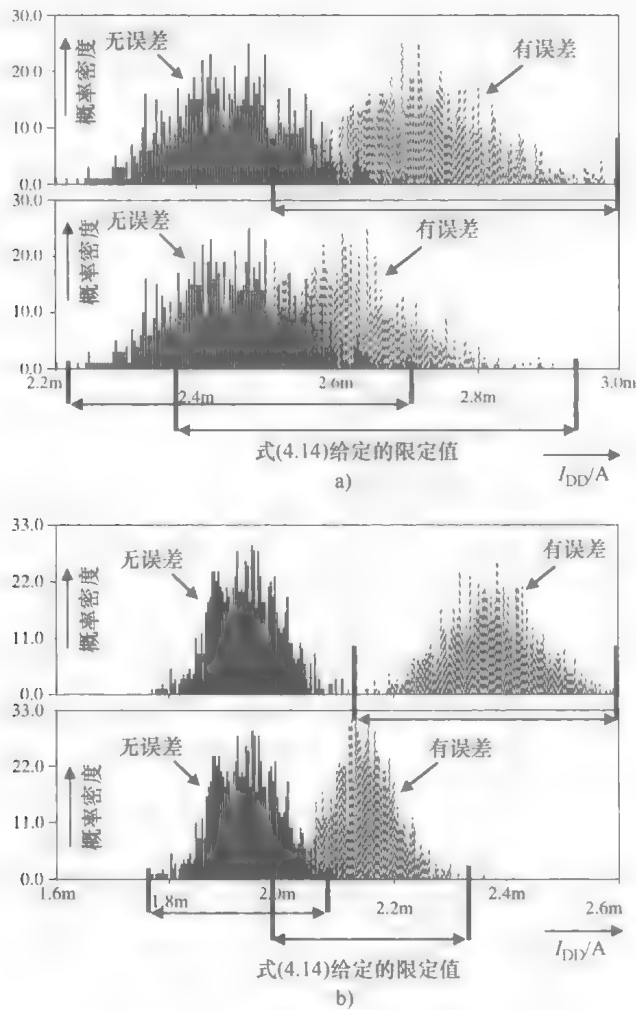 30.0
无误差
有误差
20.0
概率密度
10.0
0.0
30.0
无误差
有误差
20.0
概率密度
10.0
0.0
2.2m
2.4m
2.6m
2.8m
3.0m
式(4.14)给定的限定值
I_DD/A
a)
33.0
无误差
有误差
22.0
概率密度
11.0
0.0
33.0
无误差
有误差
22.0
概率密度
11.0
0.0
1.6m
1.8m
2.0m
2.2m
2.4m
2.6m
式(4.14)给定的限定值
I_DD/A
b)